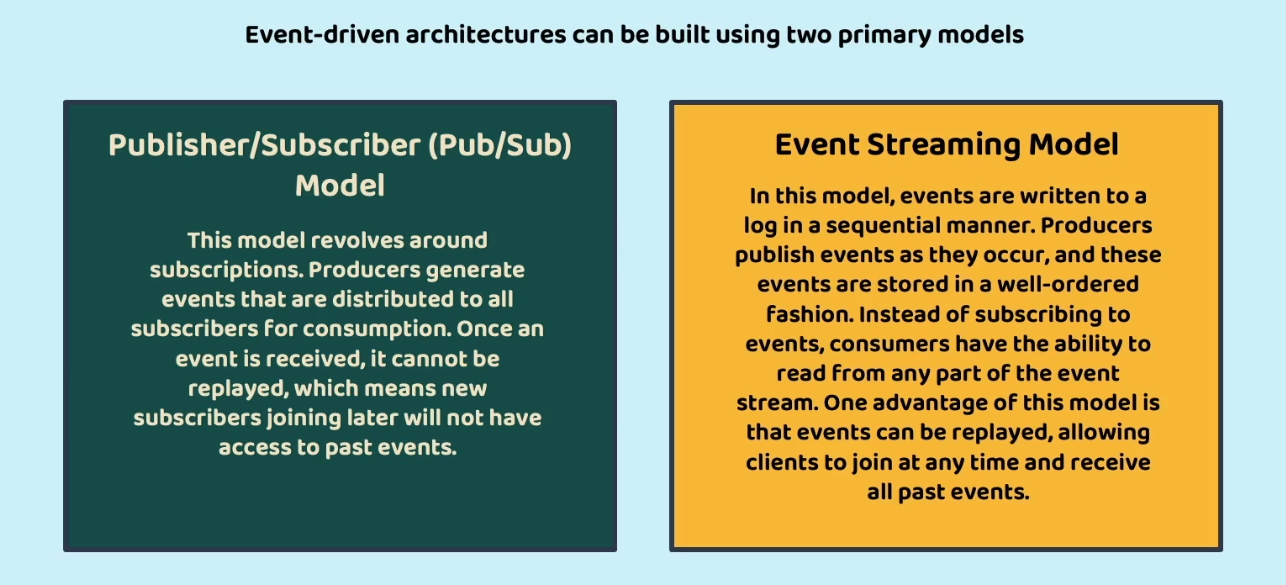 Event-driven architectures can be built using two primary models
Publisher/Subscriber (Pub/Sub)
Model
This model revolves around
subscriptions. Producers generate
events that are distributed to all
subscribers for consumption. Once an
event is received, it cannot be
replayed, which means new
subscribers joining later will not have
access to past events.
Event Streaming Model
In this model, events are written to a
log in a sequential manner. Producers
publish events as they occur, and these
events are stored in a well-ordered
fashion. Instead of subscribing to
events, consumers have the ability to
read from any part of the event
stream. One advantage of this model is
that events can be replayed, allowing
clients to join at any time and receive
all past events.